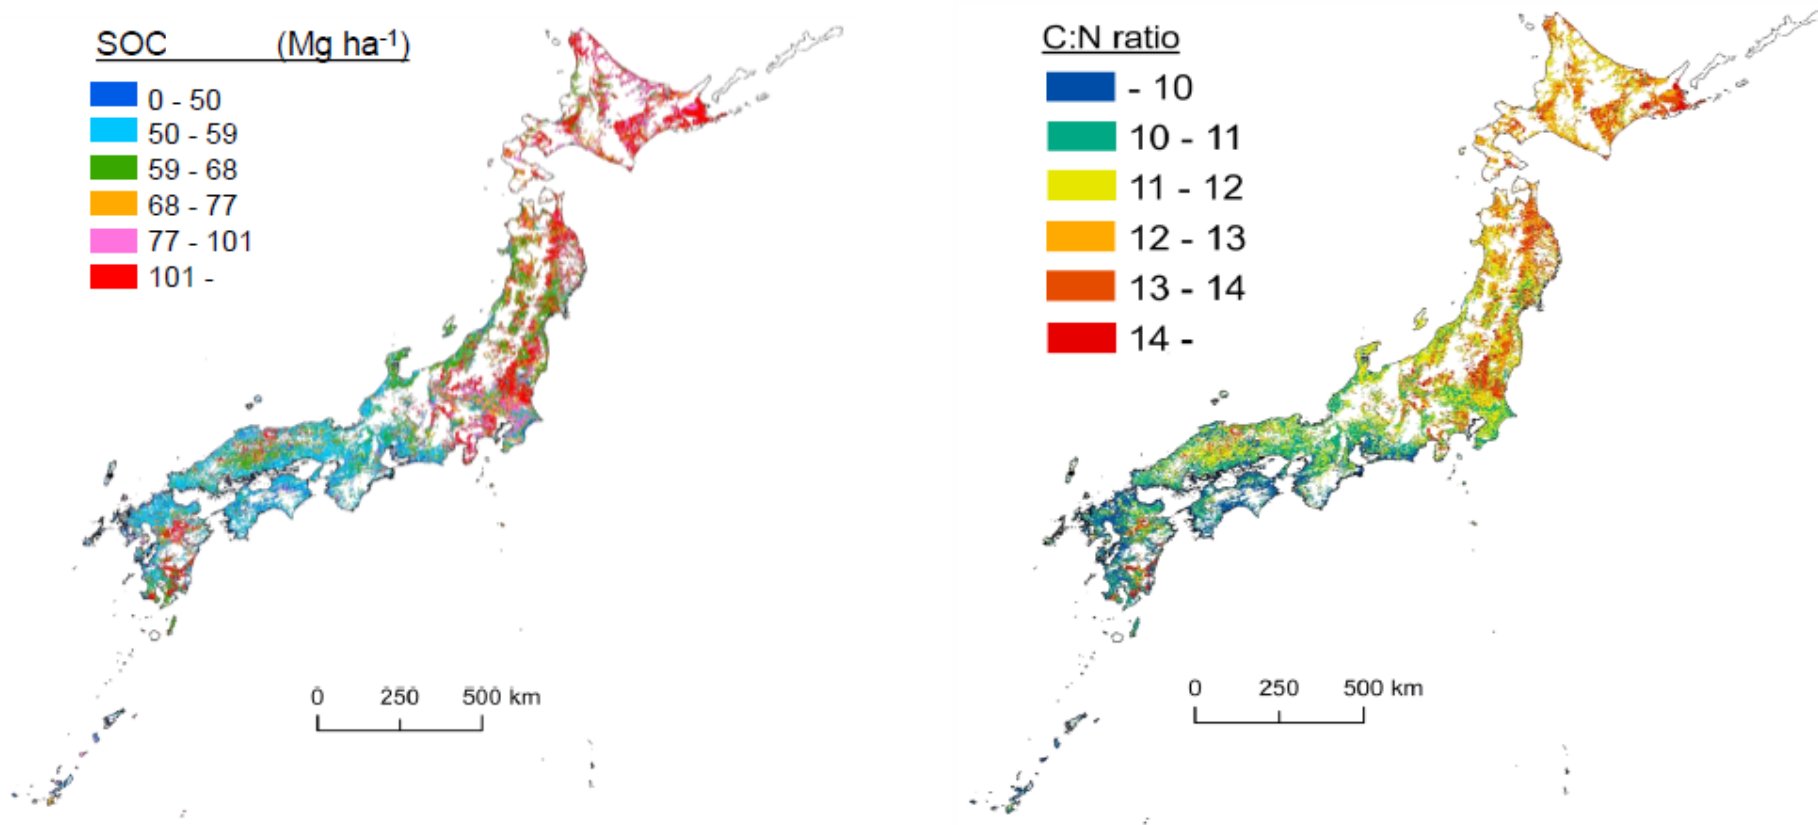 SOC (Mg ha-1)
0 - 50
50 - 59
59 - 68
68 - 77
77 - 101
101 -
0 250 500 km
C:N ratio
- 10
10 - 11
11 - 12
12 - 13
13 - 14
14 -
0 250 500 km